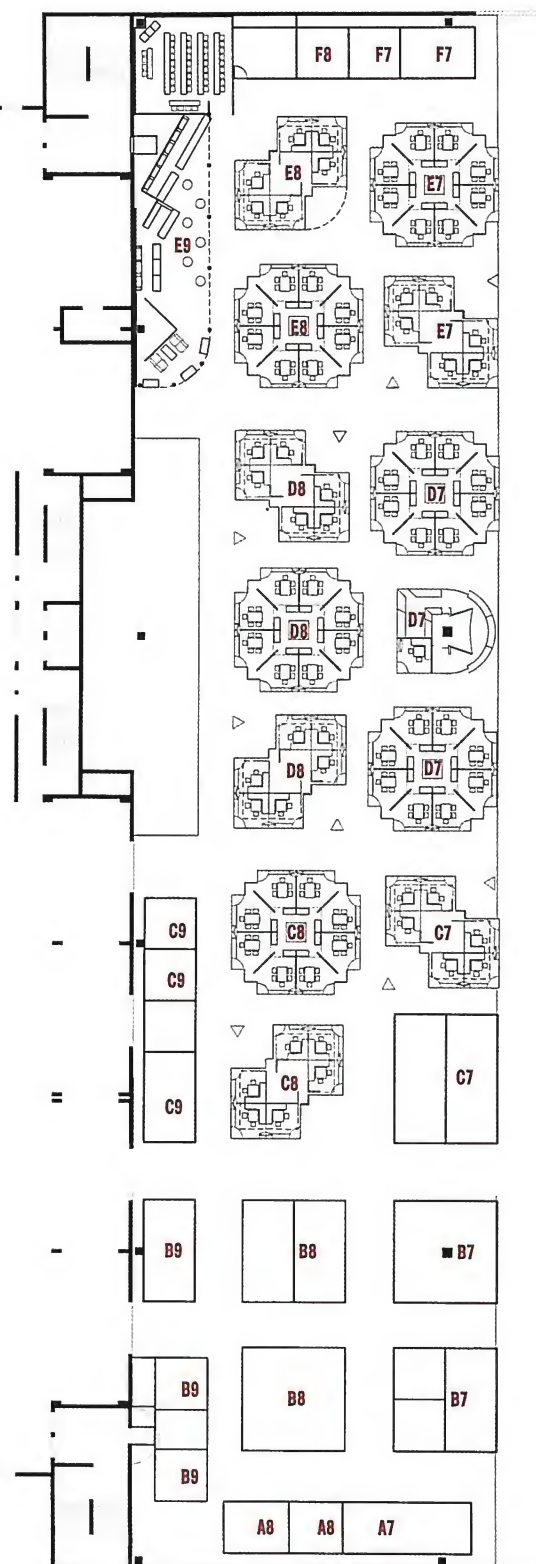 F8 F7 F7
E8 E7
E9
E8 E7
D8 D7
D7
D8
D8 D7
C9 C8 C7
C9
C8 C7
C9
B9 B8 B7
B9 B8 B7
B9
A8 A8 A7